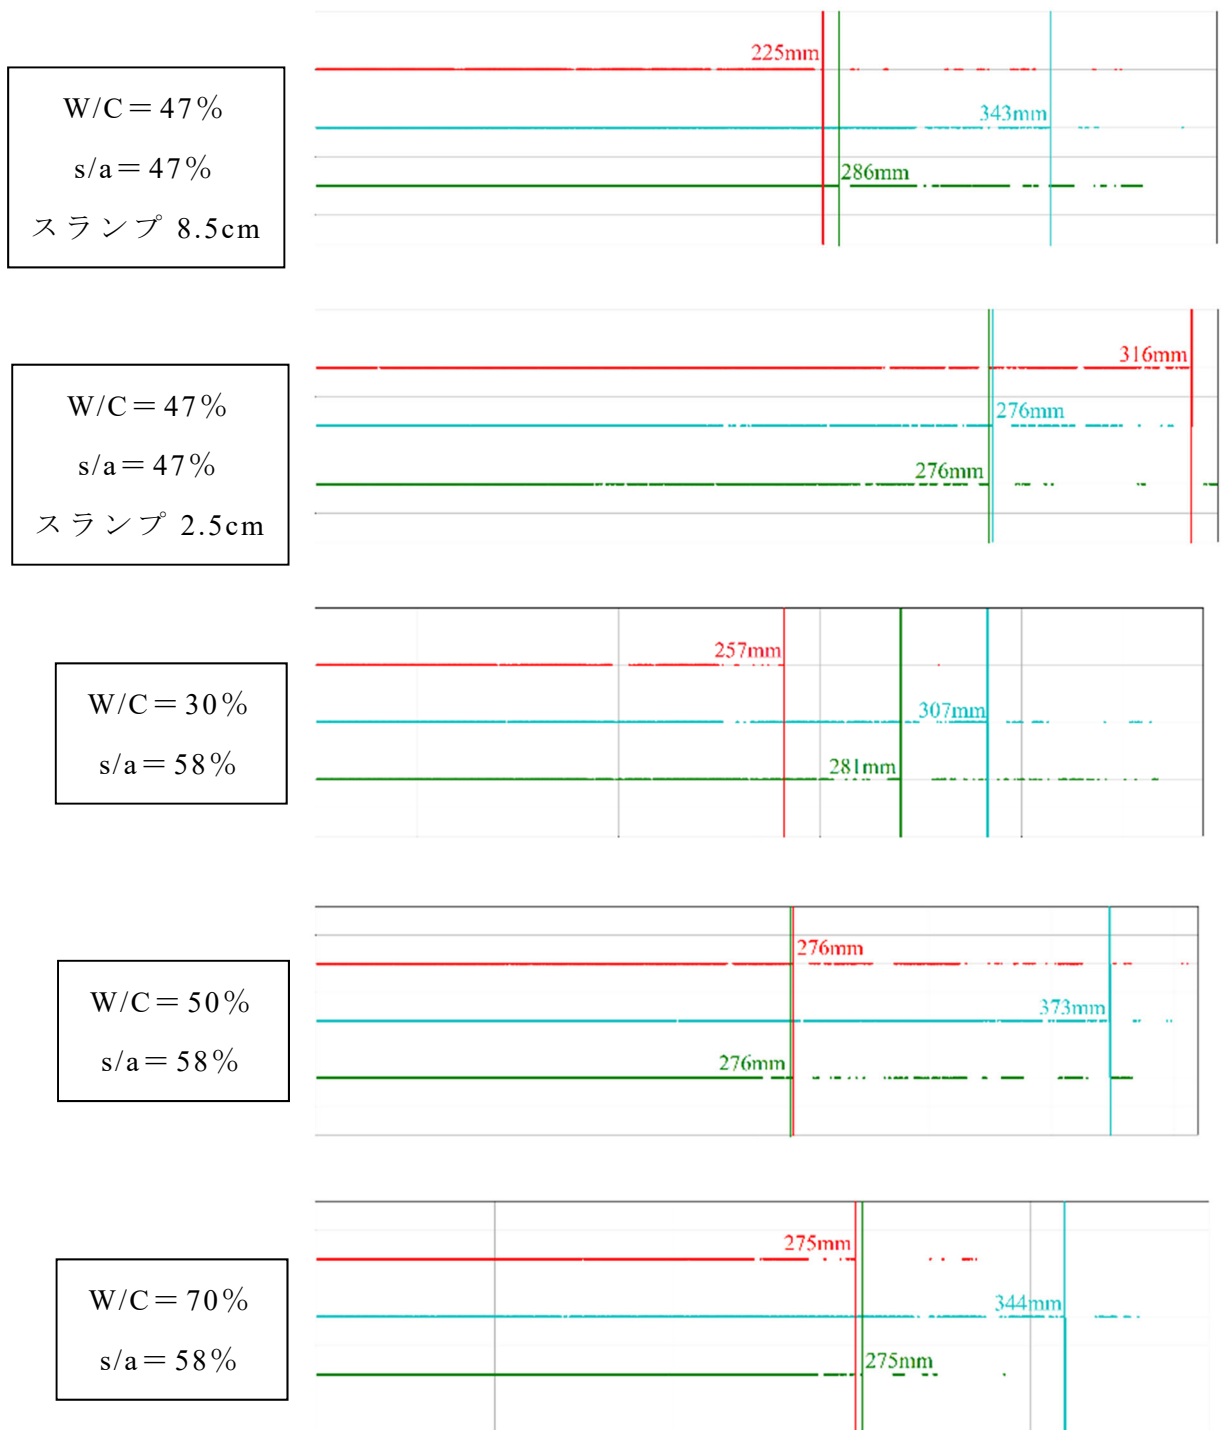 W/C＝47％
s/a＝47％
スランプ 8.5cm
225mm
343mm
286mm
W/C＝47％
s/a＝47％
スランプ 2.5cm
316mm
276mm
276mm
W/C＝30％
s/a＝58％
257mm
307mm
281mm
W/C＝50％
s/a＝58％
276mm
373mm
276mm
W/C＝70％
s/a＝58％
275mm
344mm
275mm